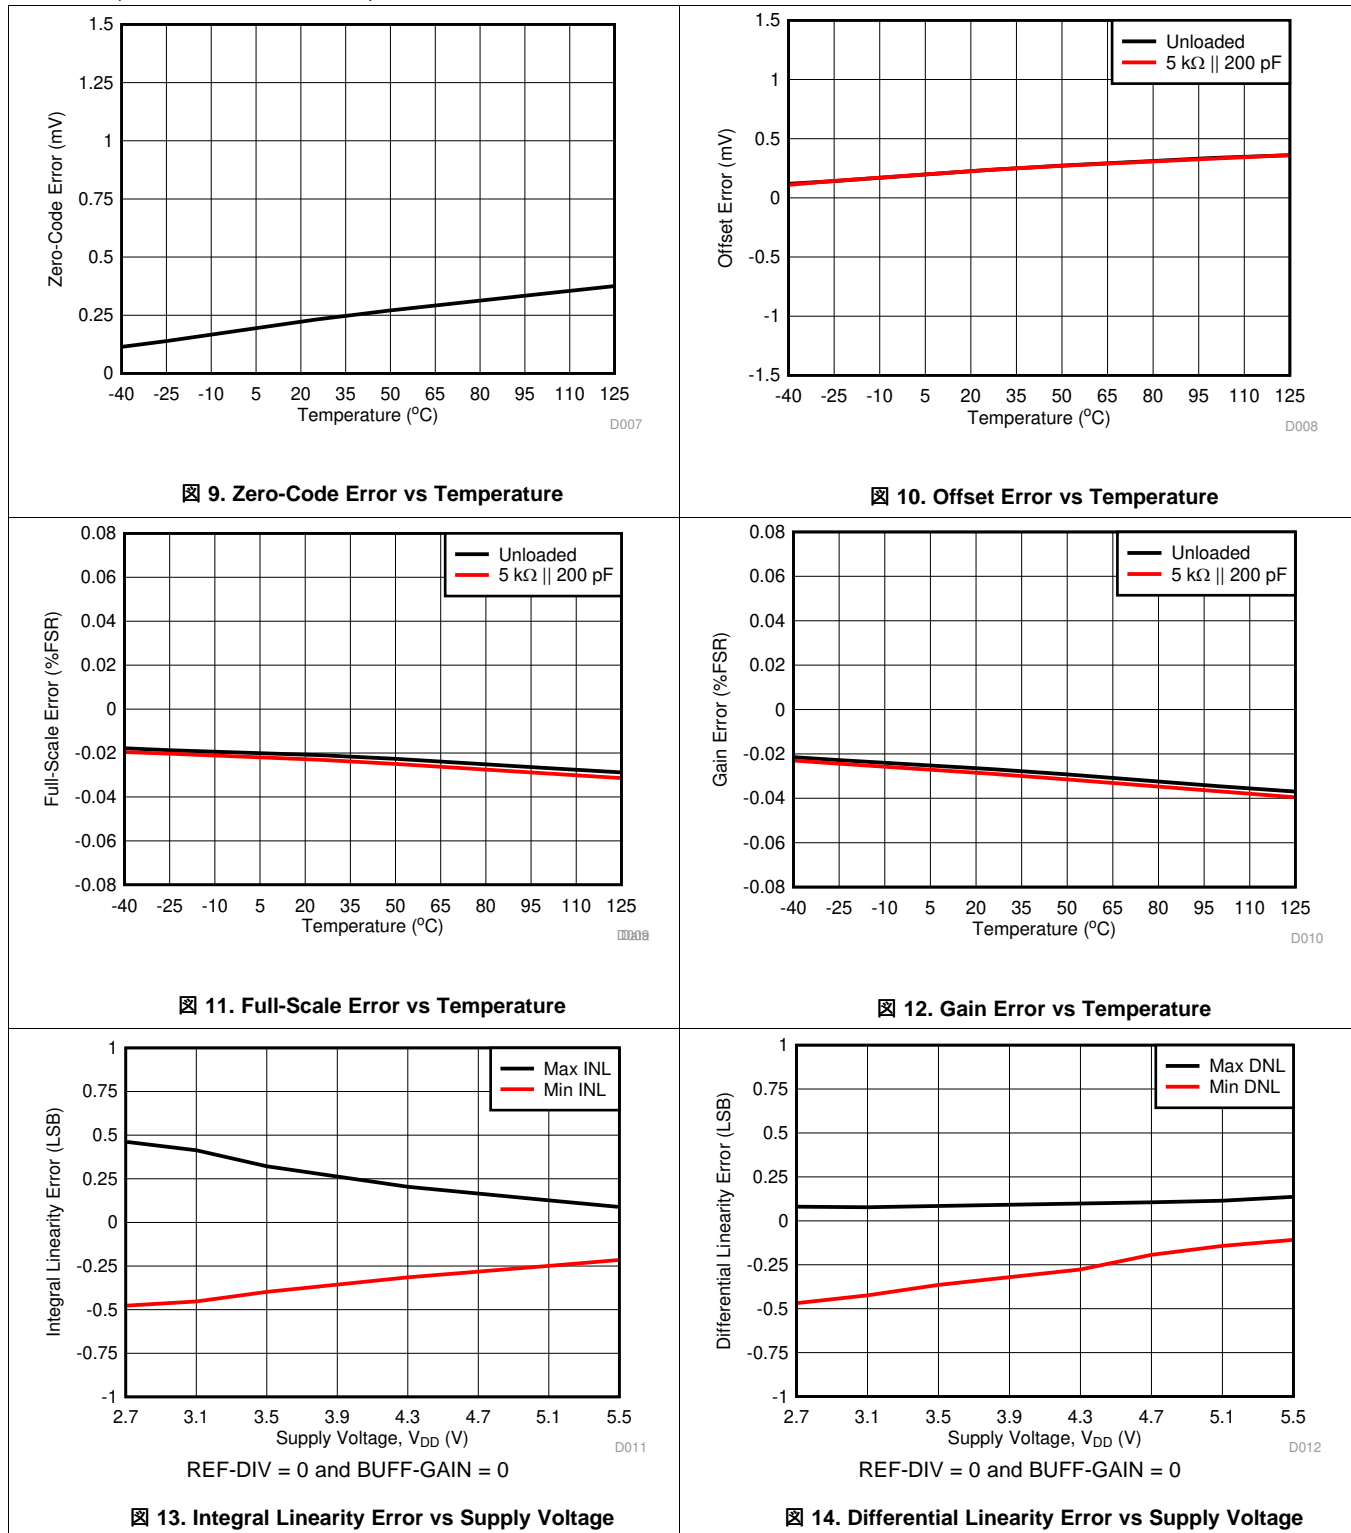 1.5
1.25
1
0.75
0.5
0.25
0
Zero-Code Error (mV)
-40 -25 -10 5 20 35 50 65 80 95 110 125
Temperature (°C)
D007
図 9. Zero-Code Error vs Temperature
Unloaded
5 kΩ || 200 pF
1.5
1
0.5
0
-0.5
-1
-1.5
Offset Error (mV)
-40 -25 -10 5 20 35 50 65 80 95 110 125
Temperature (°C)
D008
図 10. Offset Error vs Temperature
Unloaded
5 kΩ || 200 pF
0.08
0.06
0.04
0.02
0
-0.02
-0.04
-0.06
-0.08
Full-Scale Error (%FSR)
-40 -25 -10 5 20 35 50 65 80 95 110 125
Temperature (°C)
図 11. Full-Scale Error vs Temperature
Unloaded
5 kΩ || 200 pF
0.08
0.06
0.04
0.02
0
-0.02
-0.04
-0.06
-0.08
Gain Error (%FSR)
-40 -25 -10 5 20 35 50 65 80 95 110 125
Temperature (°C)
D010
図 12. Gain Error vs Temperature
Max INL
Min INL
1
0.75
0.5
0.25
0
-0.25
-0.5
-0.75
-1
Integral Linearity Error (LSB)
2.7 3.1 3.5 3.9 4.3 4.7 5.1 5.5
Supply Voltage, VDD (V)
D011
REF-DIV = 0 and BUFF-GAIN = 0
図 13. Integral Linearity Error vs Supply Voltage
Max DNL
Min DNL
1
0.75
0.5
0.25
0
-0.25
-0.5
-0.75
-1
Differential Linearity Error (LSB)
2.7 3.1 3.5 3.9 4.3 4.7 5.1 5.5
Supply Voltage, VDD (V)
D012
REF-DIV = 0 and BUFF-GAIN = 0
図 14. Differential Linearity Error vs Supply Voltage